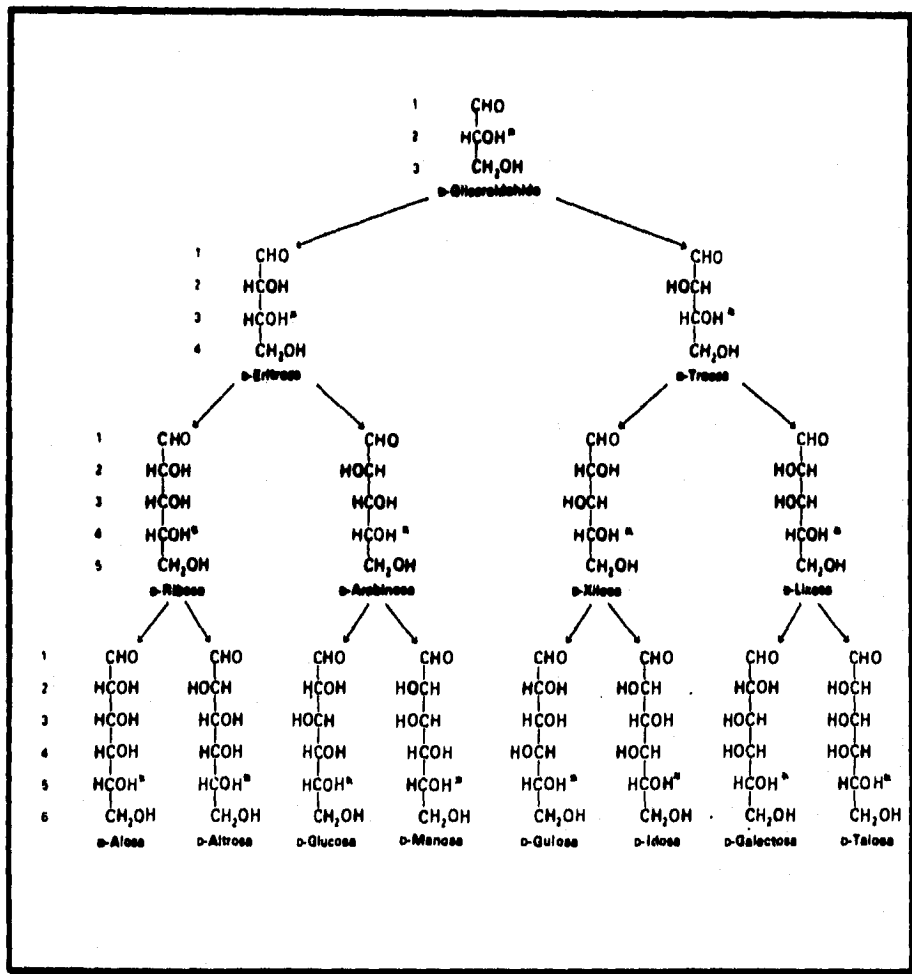 1 CHO
2 HCOH
3 CH₂OH
D-Gliceraldehido
1 CHO CHO
2 HCOH HOCH
3 HCOH HCOH
4 CH₂OH CH₂OH
D-Eritrosa D-Treosa
1 CHO CHO CHO CHO
2 HCOH HOCH HCOH HOCH
3 HCOH HCOH HOCH HOCH
4 HCOH HCOH HCOH HCOH
5 CH₂OH CH₂OH CH₂OH CH₂OH
D-Ribosa D-Arabinosa D-Xilosa D-Lixosa
1 CHO CHO CHO CHO CHO CHO CHO CHO
2 HCOH HOCH HCOH HOCH HCOH HOCH HCOH HOCH
3 HCOH HCOH HOCH HOCH HCOH HCOH HOCH HOCH
4 HCOH HCOH HCOH HCOH HOCH HOCH HOCH HOCH
5 HCOH HCOH HCOH HCOH HCOH HCOH HCOH HCOH
6 CH₂OH CH₂OH CH₂OH CH₂OH CH₂OH CH₂OH CH₂OH CH₂OH
D-Alosa D-Altrosa D-Glucosa D-Manosa D-Gulosa D-Idosa D-Galactosa D-Talosa